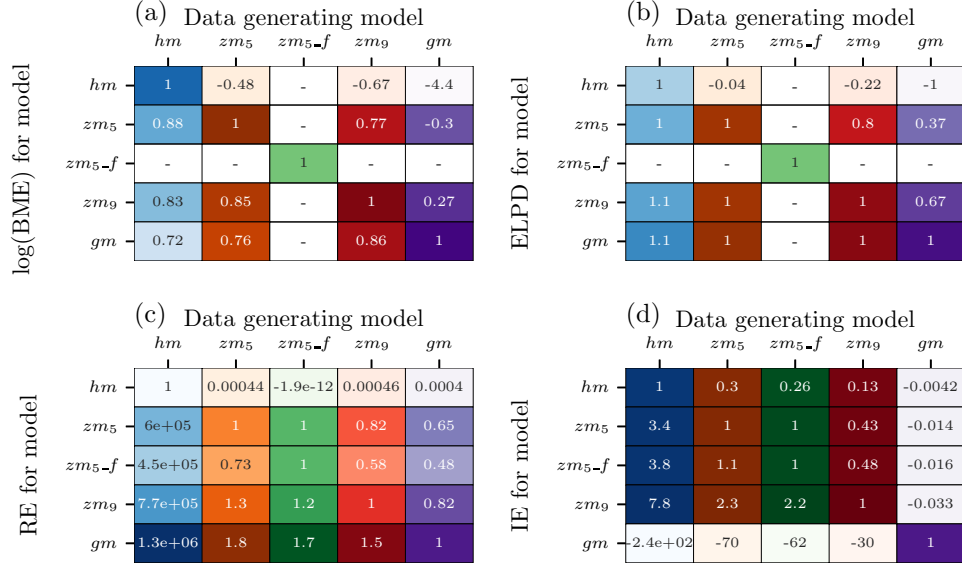 (a) Data generating model
hm zm₅ zm₅_f zm₉ gm
log(BME) for model
hm 1 -0.48 - -0.67 -4.4
zm₅ 0.88 1 - 0.77 -0.3
zm₅_f - - 1 - -
zm₉ 0.83 0.85 - 1 0.27
gm 0.72 0.76 - 0.86 1
(b) Data generating model
hm zm₅ zm₅_f zm₉ gm
ELPD for model
hm 1 -0.04 - -0.22 -1
zm₅ 1 1 - 0.8 0.37
zm₅_f - - 1 - -
zm₉ 1.1 1 - 1 0.67
gm 1.1 1 - 1 1
(c) Data generating model
hm zm₅ zm₅_f zm₉ gm
RE for model
hm 1 0.00044 -1.9e-12 0.00046 0.0004
zm₅ 6e+05 1 1 0.82 0.65
zm₅_f 4.5e+05 0.73 1 0.58 0.48
zm₉ 7.7e+05 1.3 1.2 1 0.82
gm 1.3e+06 1.8 1.7 1.5 1
(d) Data generating model
hm zm₅ zm₅_f zm₉ gm
IE for model
hm 1 0.3 0.26 0.13 -0.0042
zm₅ 3.4 1 1 0.43 -0.014
zm₅_f 3.8 1.1 1 0.48 -0.016
zm₉ 7.8 2.3 2.2 1 -0.033
gm -2.4e+02 -70 -62 -30 1